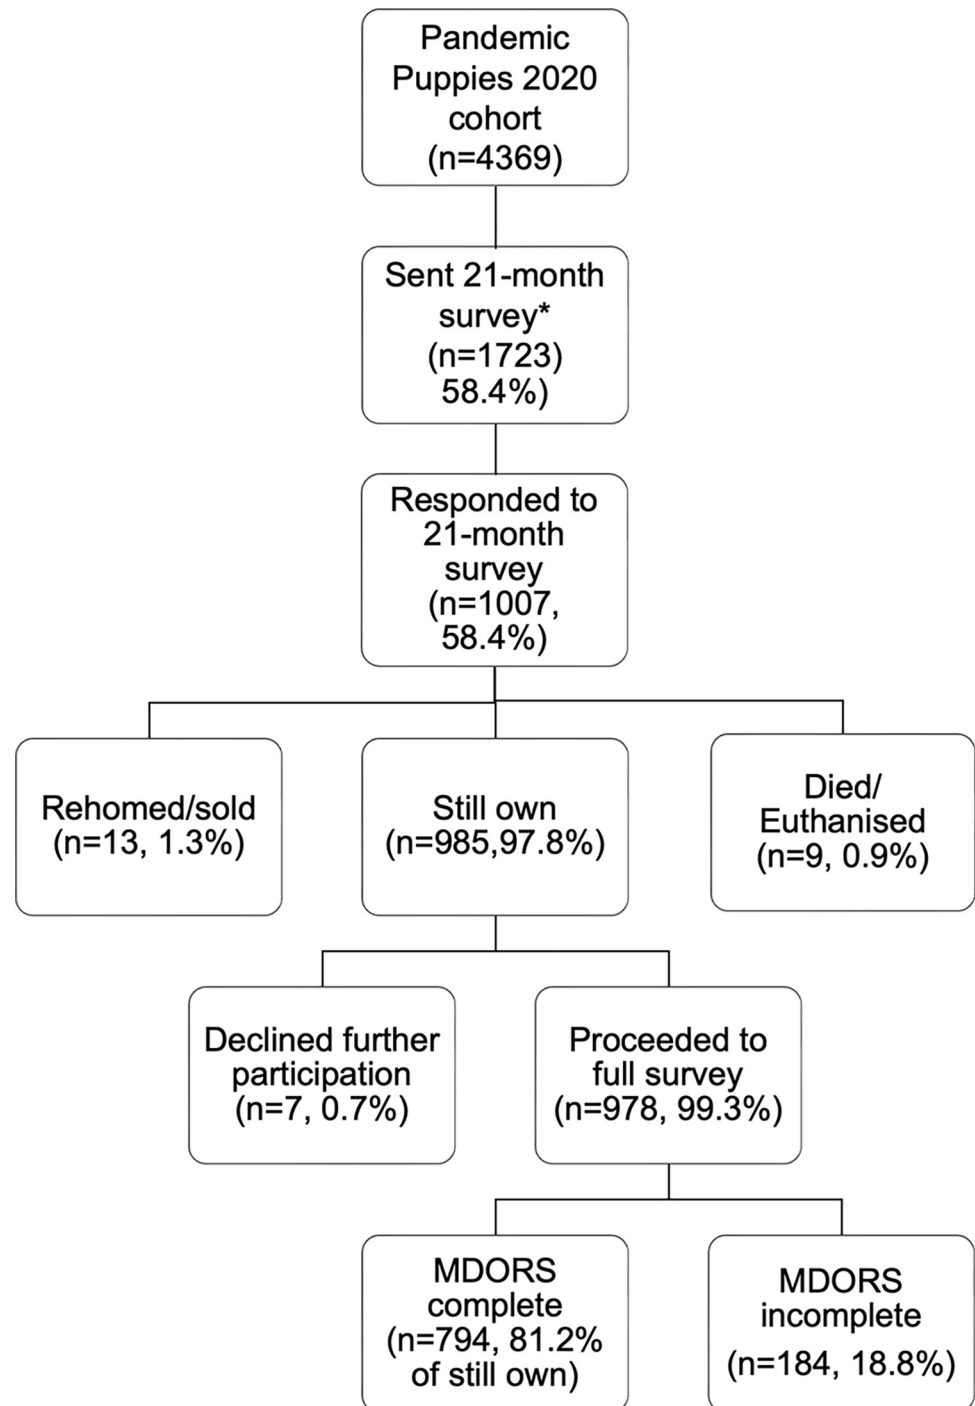 Pandemic
Puppies 2020
cohort
(n=4369)
Sent 21-month
survey*
(n=1723)
58.4%)
Responded to
21-month
survey
(n=1007,
58.4%)
Rehomed/sold
(n=13, 1.3%)
Still own
(n=985,97.8%)
Died/
Euthanised
(n=9, 0.9%)
Declined further
participation
(n=7, 0.7%)
Proceeded to
full survey
(n=978, 99.3%)
MDORS
complete
(n=794, 81.2%
of still own)
MDORS
incomplete
(n=184, 18.8%)